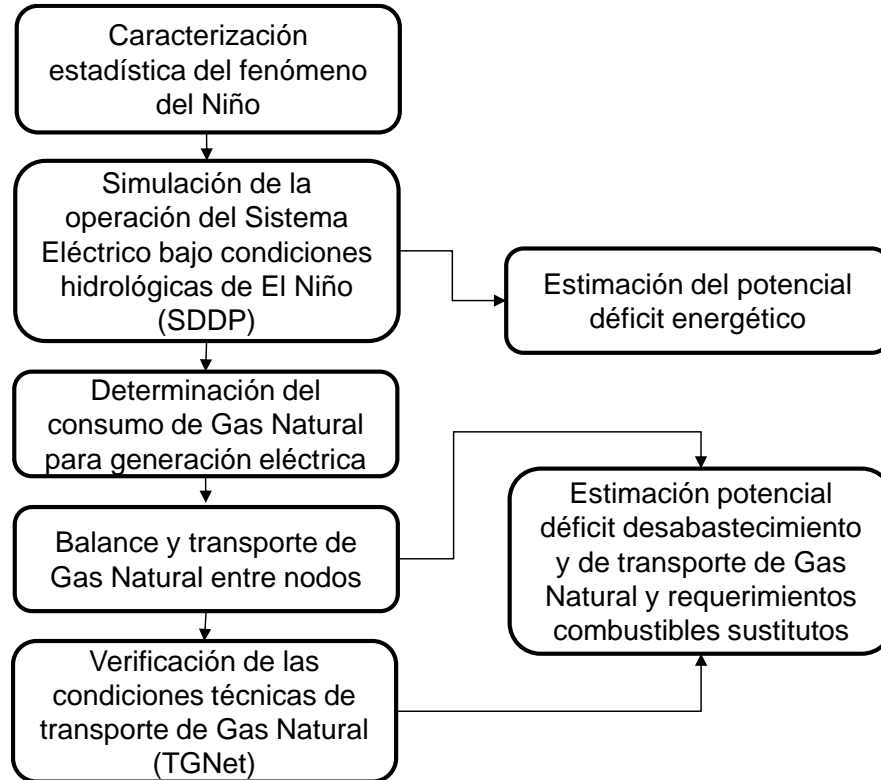 Caracterización
estadística del fenómeno
del Niño
Simulación de la
operación del Sistema
Eléctrico bajo condiciones
hidrológicas de El Niño
(SDDP)
Estimación del potencial
déficit energético
Determinación del
consumo de Gas Natural
para generación eléctrica
Balance y transporte de
Gas Natural entre nodos
Estimación potencial
déficit desabastecimiento
y de transporte de Gas
Natural y requerimientos
combustibles sustitutos
Verificación de las
condiciones técnicas de
transporte de Gas Natural
(TGNet)